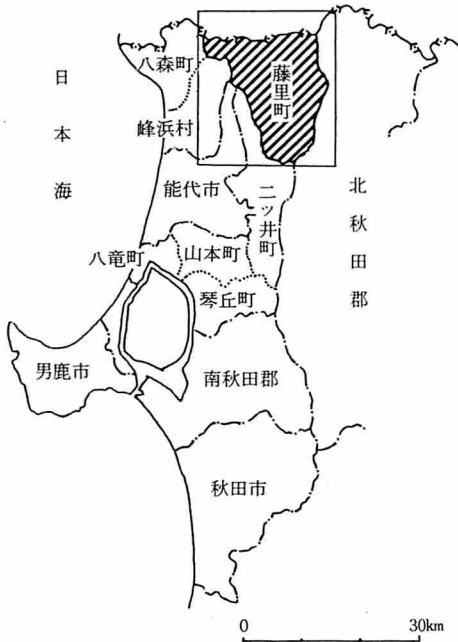 日本海
八森町
藤里町
峰浜村
能代市
二ッ井町
北秋田郡
八竜町
山本町
琴丘町
男鹿市
南秋田郡
秋田市
0 30km